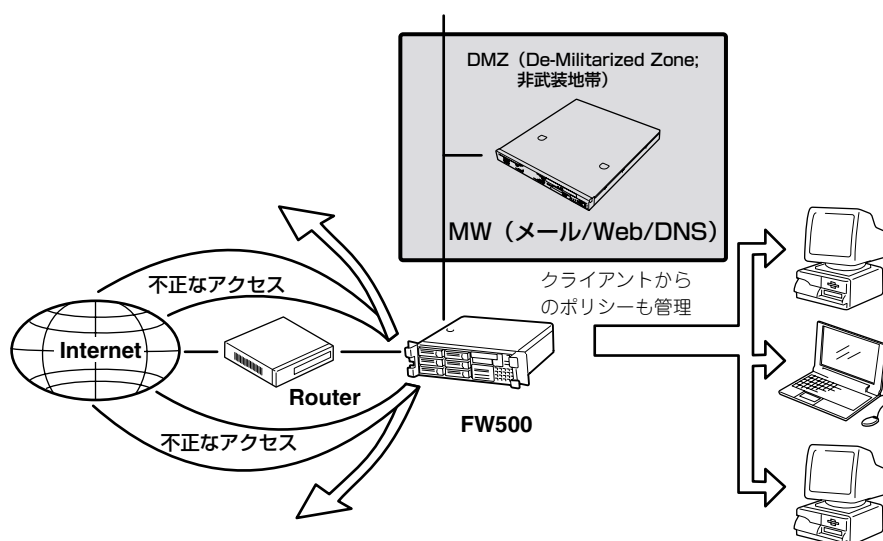 DMZ（De-Militarized Zone;
非武装地帯）
MW（メール/Web/DNS）
不正なアクセス
クライアントから
のポリシーも管理
Internet
Router
FW500
不正なアクセス